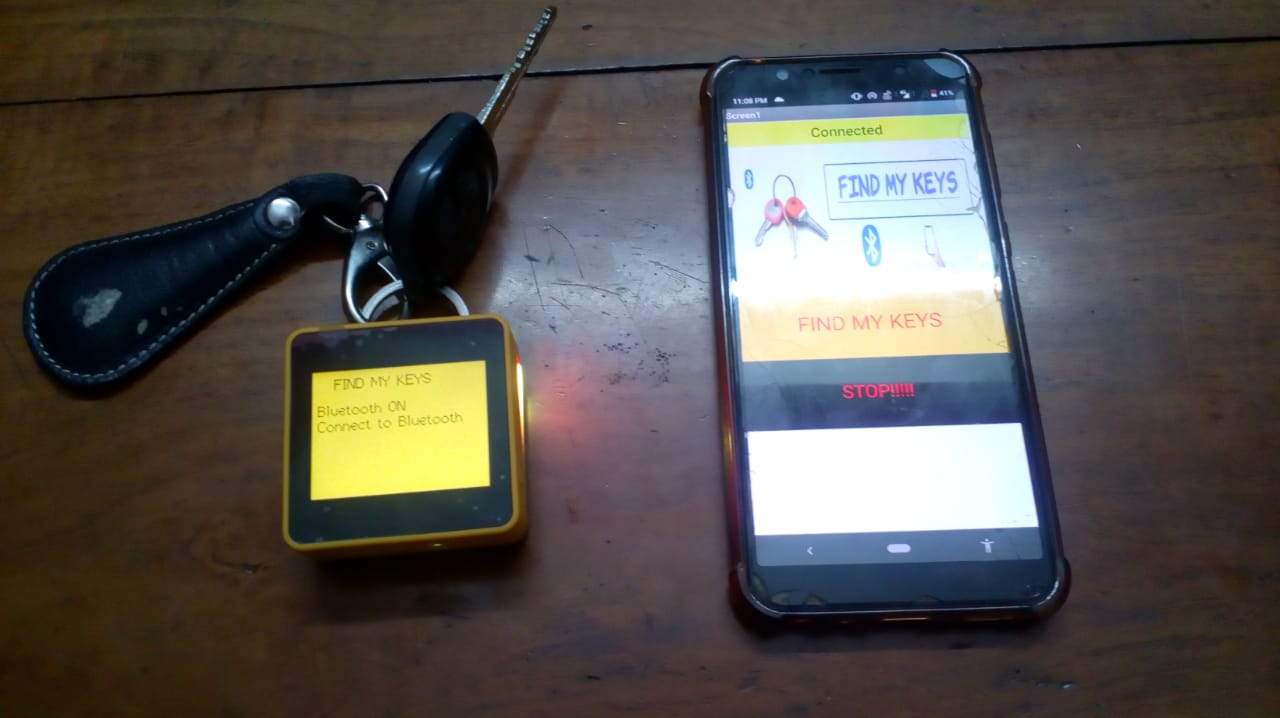 FIND MY KEYS
Bluetooth ON
Connect to Bluetooth
11:08 PM
41%
Screen1
Connected
FIND MY KEYS
FIND MY KEYS
STOP!!!!!